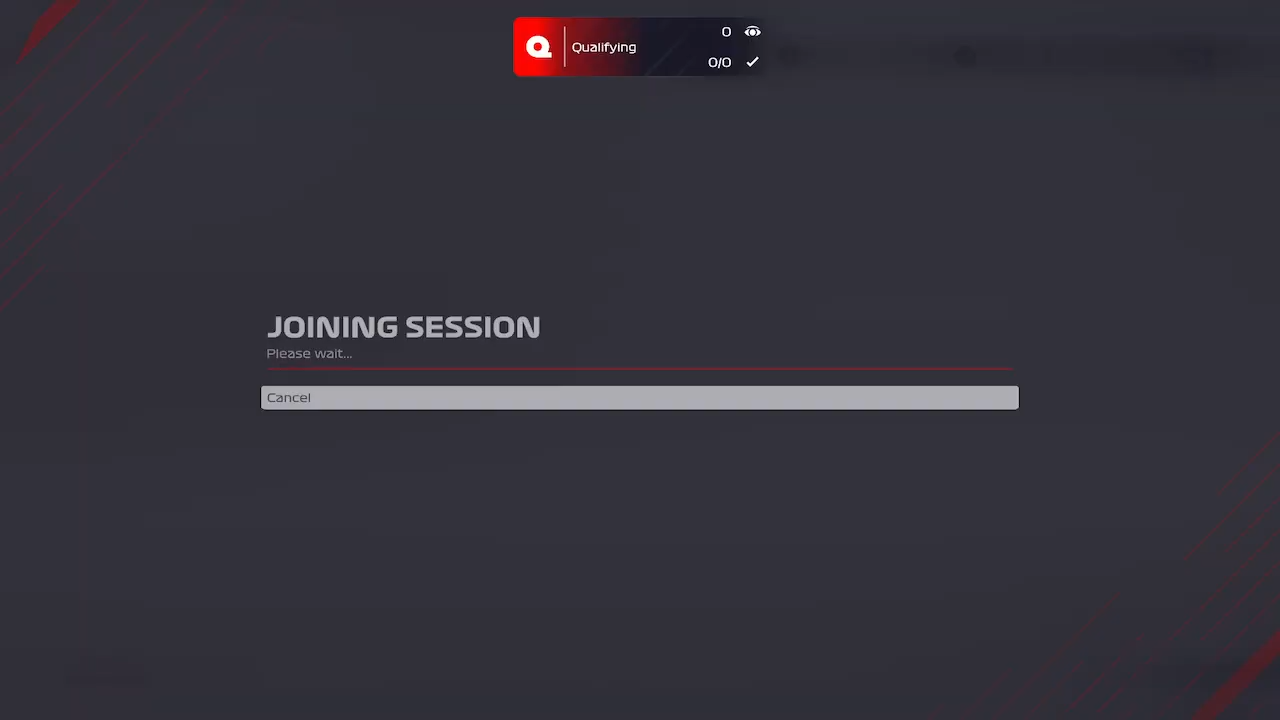 Q
Qualifying
0
0/0
JOINING SESSION
Please wait...
Cancel